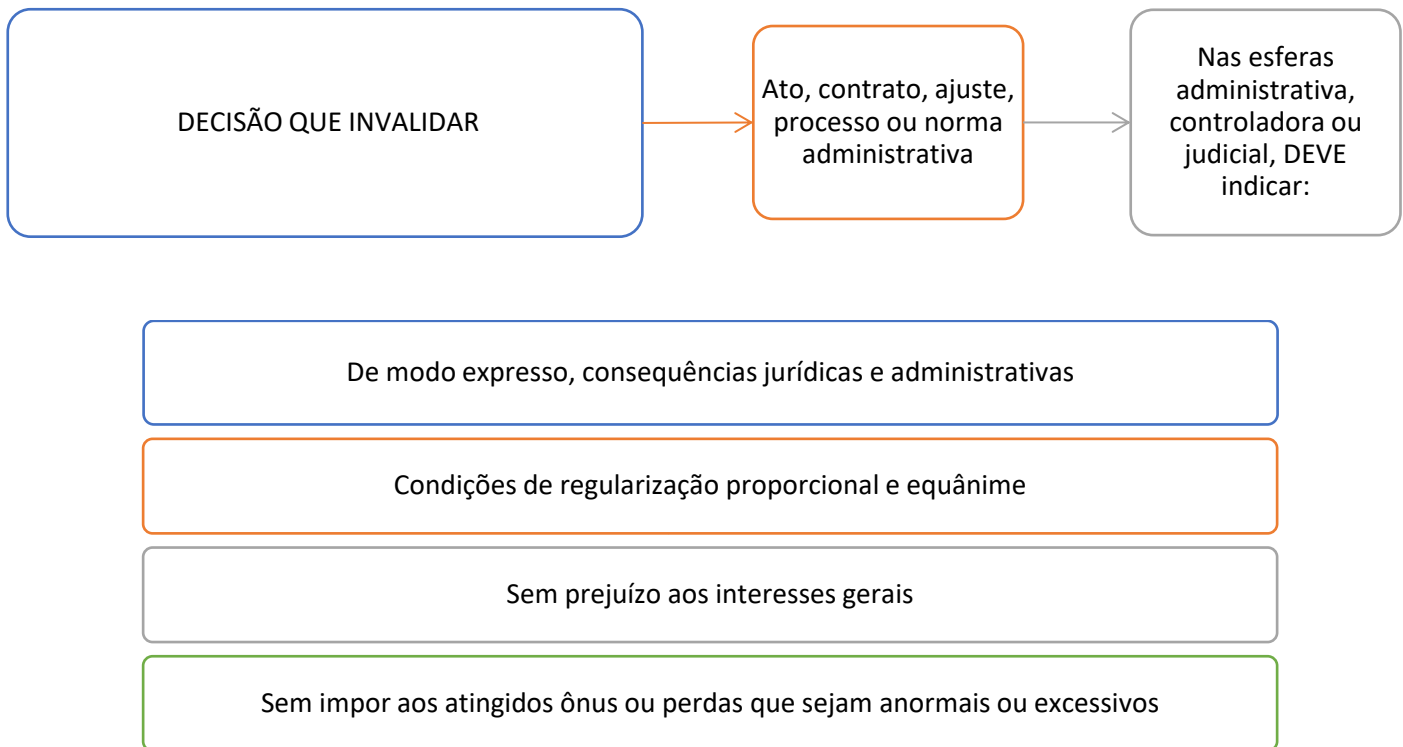 DECISÃO QUE INVALIDAR
Ato, contrato, ajuste,
processo ou norma
administrativa
Nas esferas
administrativa,
controladora ou
judicial, DEVE
indicar:
De modo expresso, consequências jurídicas e administrativas
Condições de regularização proporcional e equânime
Sem prejuízo aos interesses gerais
Sem impor aos atingidos ônus ou perdas que sejam anormais ou excessivos